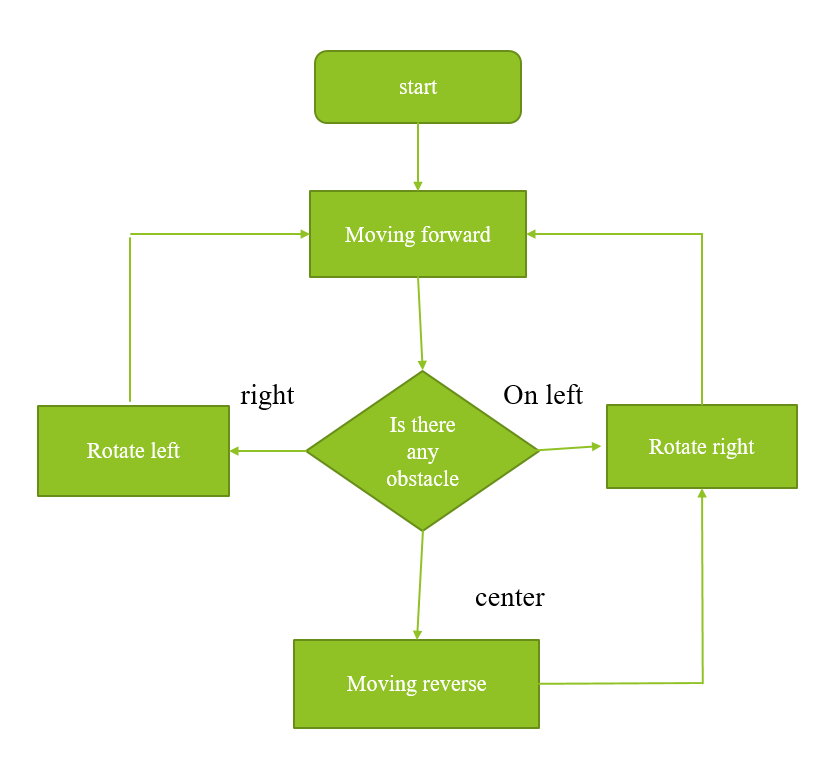 start
Moving forward
right
On left
Is there
any
obstacle
Rotate left
Rotate right
center
Moving reverse